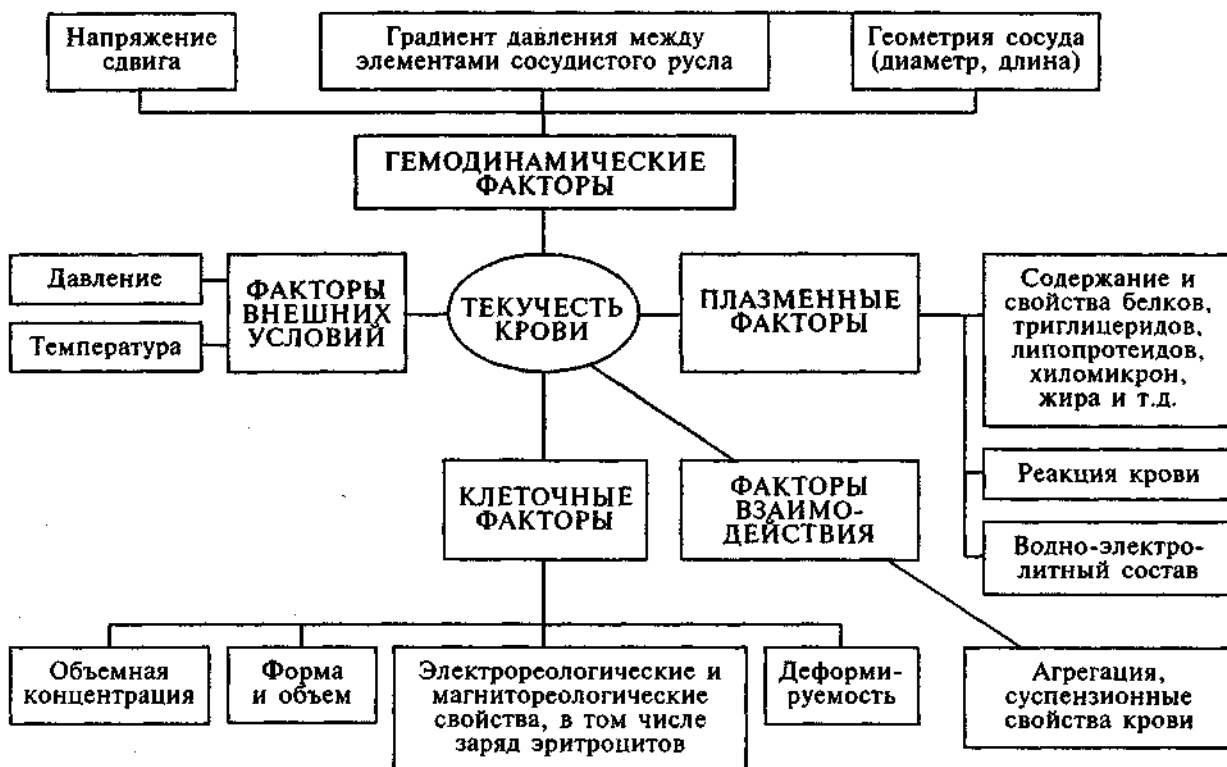 Напряжение
сдвига
Градиент давления между
элементами сосудистого русла
Геометрия сосуда
(диаметр, длина)
ГЕМОДИНАМИЧЕСКИЕ
ФАКТОРЫ
Давление
Температура
ФАКТОРЫ
ВНЕШНИХ
УСЛОВИЙ
ТЕКУЧЕСТЬ
КРОВИ
ПЛАЗМЕННЫЕ
ФАКТОРЫ
Содержание и
свойства белков,
триглицеридов,
липопротеидов,
хиломикрон,
жира и т.д.
Реакция крови
Водно-электро-
литный состав
КЛЕТОЧНЫЕ
ФАКТОРЫ
ФАКТОРЫ
ВЗАИМО-
ДЕЙСТВИЯ
Объемная
концентрация
Форма
и объем
Электрореологические и
магнитореологические
свойства, в том числе
заряд эритроцитов
Деформи-
руемость
Агрегация,
суспензионные
свойства крови